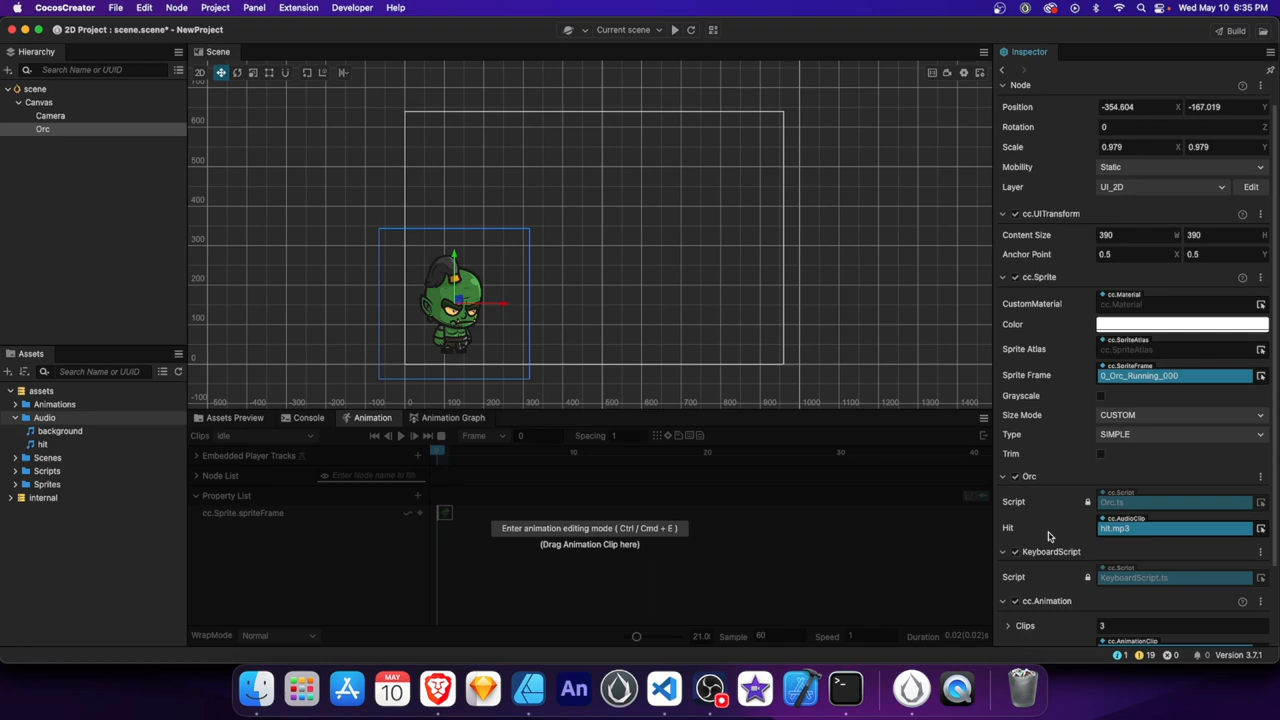 CocosCreator File Edit Node Project Panel Extension Developer Help Wed May 10 6:35 PM
2D Project : scene.scene* - NewProject
Current scene
Build
Hierarchy
Search Name or UUID
scene
Canvas
Camera
Orc
Assets
Search Name or UUID
assets
Animations
Audio
background
hit
Scenes
Scripts
Sprites
internal
Scene
2D
600
500
400
300
200
100
0
-100
0 100 200 300 400 500 600 700 800 900 1000 1100 1200 1300 1400
Assets Preview Console Animation Animation Graph
Clips idle Frame 0 Spacing 1
Embedded Player Tracks 0 10 20 30 40
Node List Enter Node name to filt
Property List
cc.Sprite.spriteFrame
Enter animation editing mode ( Ctrl / Cmd + E )
(Drag Animation Clip here)
WrapMode Normal 21.0 Sample 60 Speed 1 Duration 0.02(0.02)s
Inspector
Node
Position -354.604 X -167.019 Y
Rotation 0 Z
Scale 0.979 X 0.979 Y
Mobility Static
Layer UI_2D Edit
cc.UITransform
Content Size 390 W 390 H
Anchor Point 0.5 X 0.5 Y
cc.Sprite
cc.Material
CustomMaterial cc.Material
Color
cc.SpriteAtlas
Sprite Atlas cc.SpriteAtlas
cc.SpriteFrame
Sprite Frame 0_Orc_Running_000
Grayscale
Size Mode CUSTOM
Type SIMPLE
Trim
Orc
cc.Script
Script Orc.ts
cc.AudioClip
Hit hit.mp3
KeyboardScript
cc.Script
Script KeyboardScript.ts
cc.Animation
Clips 3
cc.AnimationClip
1 19 0 0 Version 3.7.1
MAY
10
An